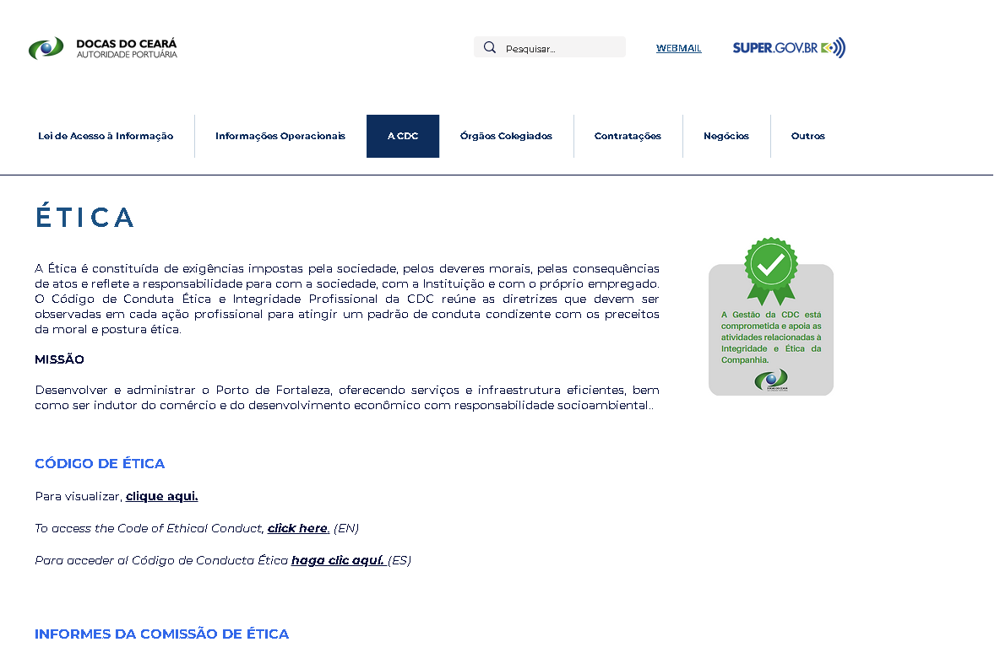 DOCAS DO CEARÁ
AUTORIDADE PORTUÁRIA
Pesquisar...
WEBMAIL
SUPER.GOV.BR
Lei de Acesso à Informação
Informações Operacionais
A CDC
Órgãos Colegiados
Contratações
Negócios
Outros
ÉTICA
A Ética é constituída de exigências impostas pela sociedade, pelos deveres morais, pelas consequências
de atos e reflete a responsabilidade para com a sociedade, com a Instituição e com o próprio empregado.
O Código de Conduta Ética e Integridade Profissional da CDC reúne as diretrizes que devem ser
observadas em cada ação profissional para atingir um padrão de conduta condizente com os preceitos
da moral e postura ética.
MISSÃO
Desenvolver e administrar o Porto de Fortaleza, oferecendo serviços e infraestrutura eficientes, bem
como ser indutor do comércio e do desenvolvimento econômico com responsabilidade socioambiental..
A Gestão da CDC está
comprometida e apoia as
atividades relacionadas à
Integridade e Ética da
Companhia.
DOCAS DO CEARÁ
CÓDIGO DE ÉTICA
Para visualizar, clique aqui.
To access the Code of Ethical Conduct, click here. (EN)
Para acceder al Código de Conducta Ética haga clic aquí. (ES)
INFORMES DA COMISSÃO DE ÉTICA